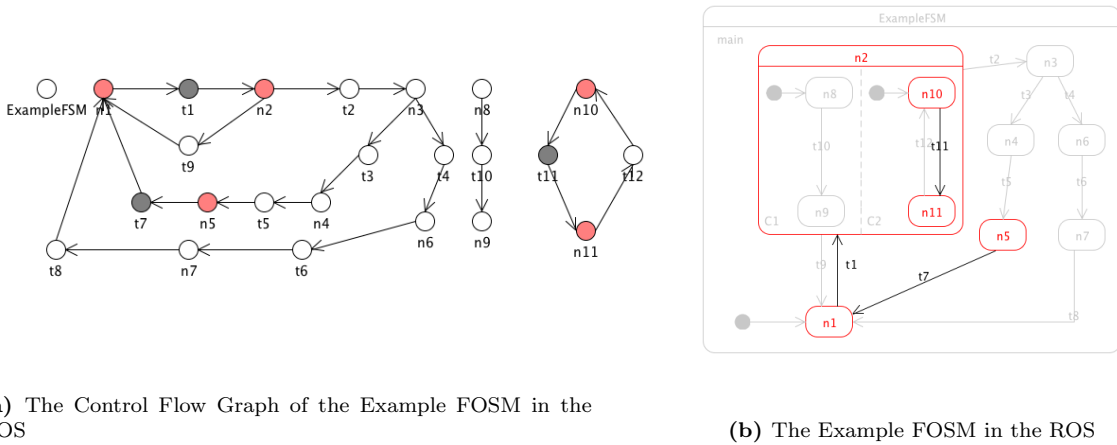 ExampleFSM
n1
t1
n2
t2
n3
n8
n10
t9
t3
t4
t10
t11
t12
t7
n5
t5
n4
n6
n9
n11
t8
n7
t6
ExampleFSM
main
n2
t2
n3
n8
n10
t3
t4
n4
n6
t10
t12
t11
t5
t6
n9
n11
C1
C2
n5
n7
t9
t1
t7
n1
t8
) The Control Flow Graph of the Example FOSM in the
OS
(b) The Example FOSM in the ROS